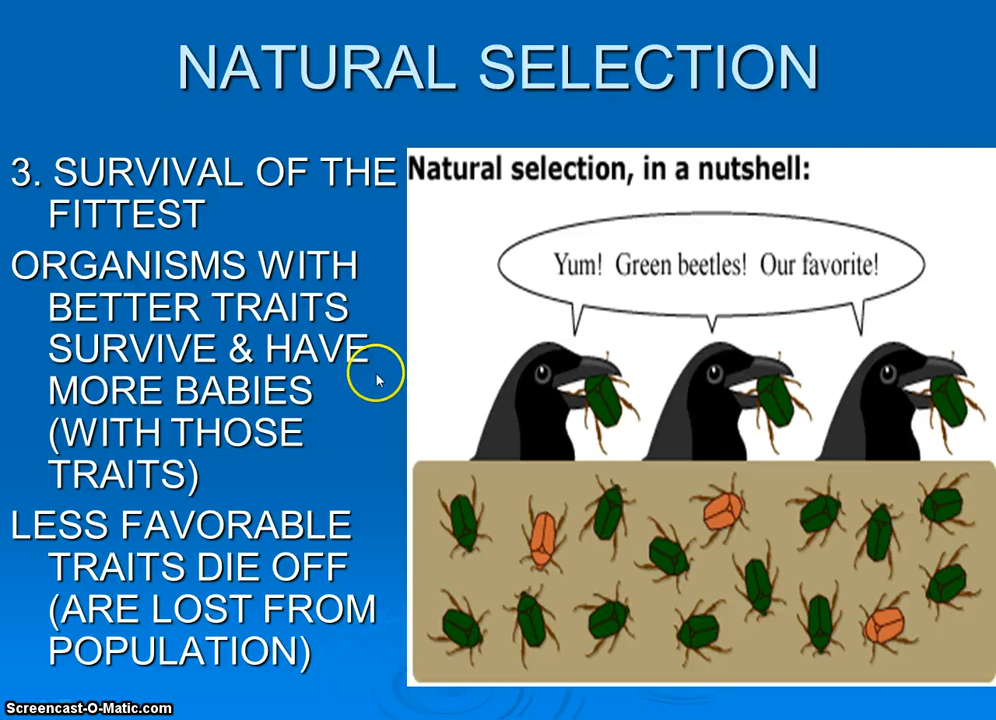 NATURAL SELECTION
3. SURVIVAL OF THE
FITTEST
ORGANISMS WITH
BETTER TRAITS
SURVIVE & HAVE
MORE BABIES
(WITH THOSE
TRAITS)
LESS FAVORABLE
TRAITS DIE OFF
(ARE LOST FROM
POPULATION)
Natural selection, in a nutshell:
Yum! Green beetles! Our favorite!
Screencast-O-Matic.com